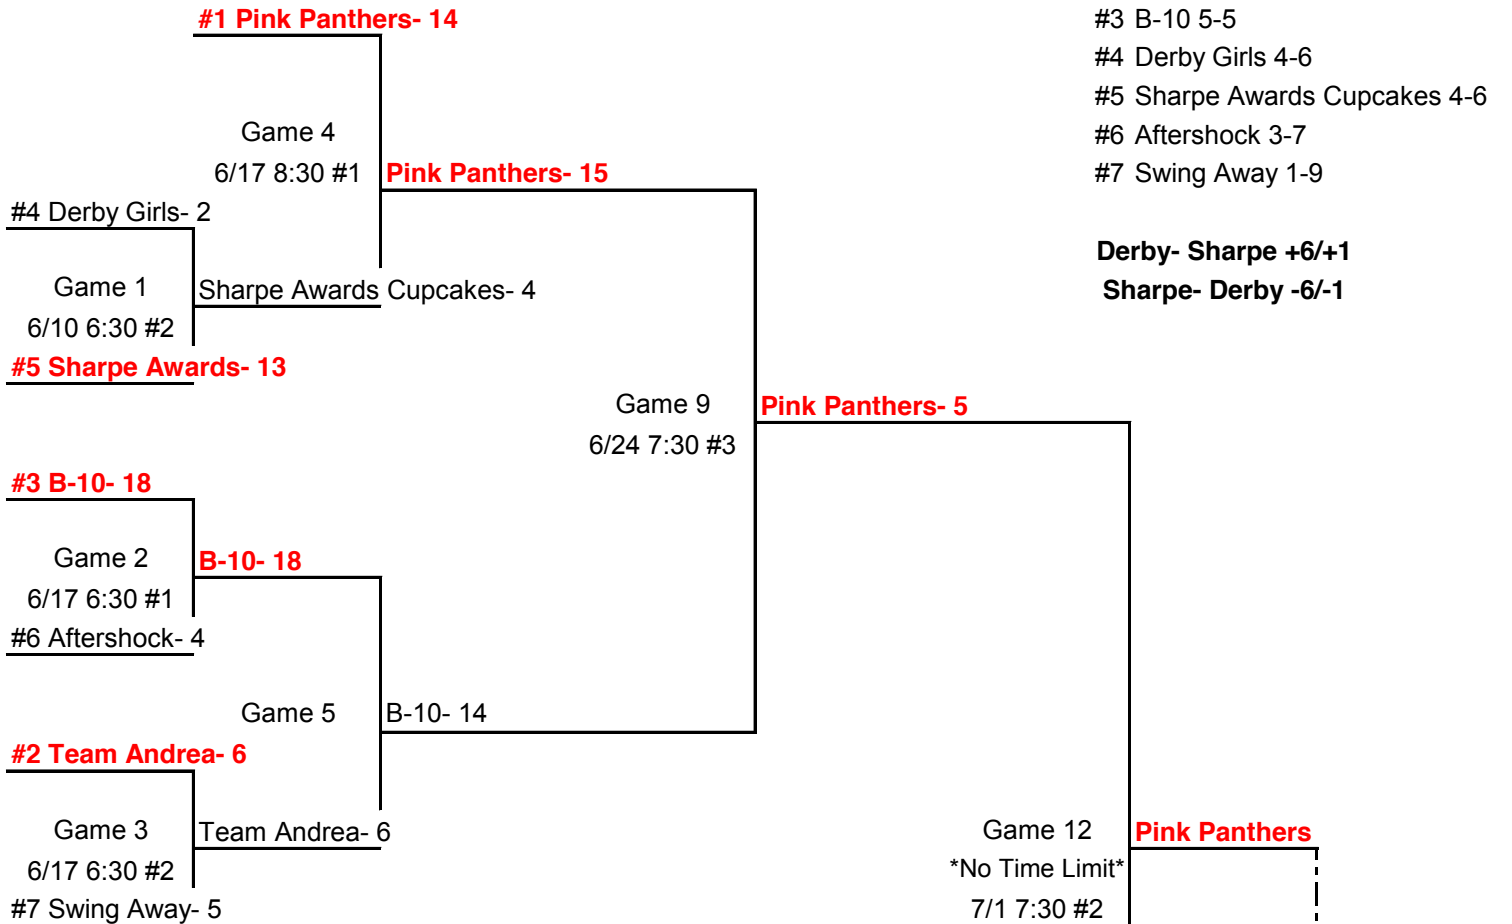 #1 Pink Panthers- 14
#3 B-10 5-5
#4 Derby Girls 4-6
#5 Sharpe Awards Cupcakes 4-6
Game 4
#6 Aftershock 3-7
6/17 8:30 #1
Pink Panthers- 15
#7 Swing Away 1-9
#4 Derby Girls- 2
Derby- Sharpe +6/+1
Game 1
Sharpe Awards Cupcakes- 4
Sharpe- Derby -6/-1
6/10 6:30 #2
#5 Sharpe Awards- 13
Game 9
Pink Panthers- 5
6/24 7:30 #3
#3 B-10- 18
Game 2
B-10- 18
6/17 6:30 #1
#6 Aftershock- 4
Game 5
B-10- 14
#2 Team Andrea- 6
Game 3
Team Andrea- 6
Game 12
Pink Panthers
6/17 6:30 #2
*No Time Limit*
#7 Swing Away- 5
7/1 7:30 #2